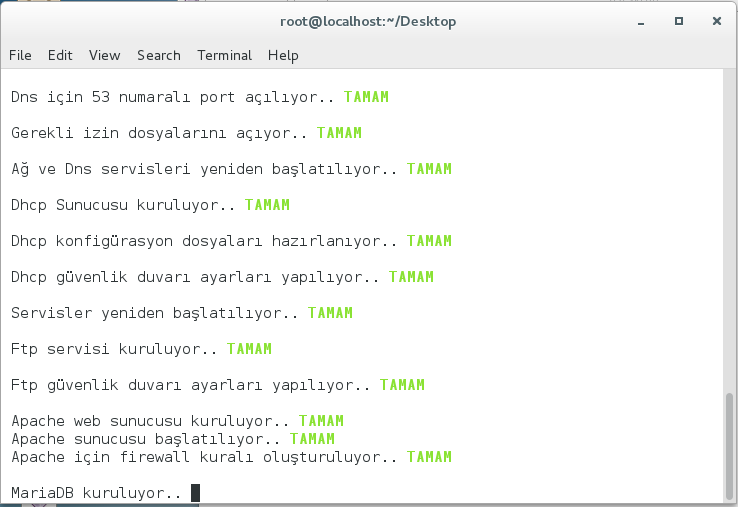 root@localhost:~/Desktop
File Edit View Search Terminal Help
Dns için 53 numaralı port açılıyor.. TAMAM
Gerekli izin dosyalarını açıyor.. TAMAM
Ağ ve Dns servisleri yeniden başlatılıyor.. TAMAM
Dhcp Sunucusu kuruluyor.. TAMAM
Dhcp konfigürasyon dosyaları hazırlanıyor.. TAMAM
Dhcp güvenlik duvarı ayarları yapılıyor.. TAMAM
Servisler yeniden başlatılıyor.. TAMAM
Ftp servisi kuruluyor.. TAMAM
Ftp güvenlik duvarı ayarları yapılıyor.. TAMAM
Apache web sunucusu kuruluyor.. TAMAM
Apache sunucusu başlatılıyor.. TAMAM
Apache için firewall kuralı oluşturuluyor.. TAMAM
MariaDB kuruluyor..